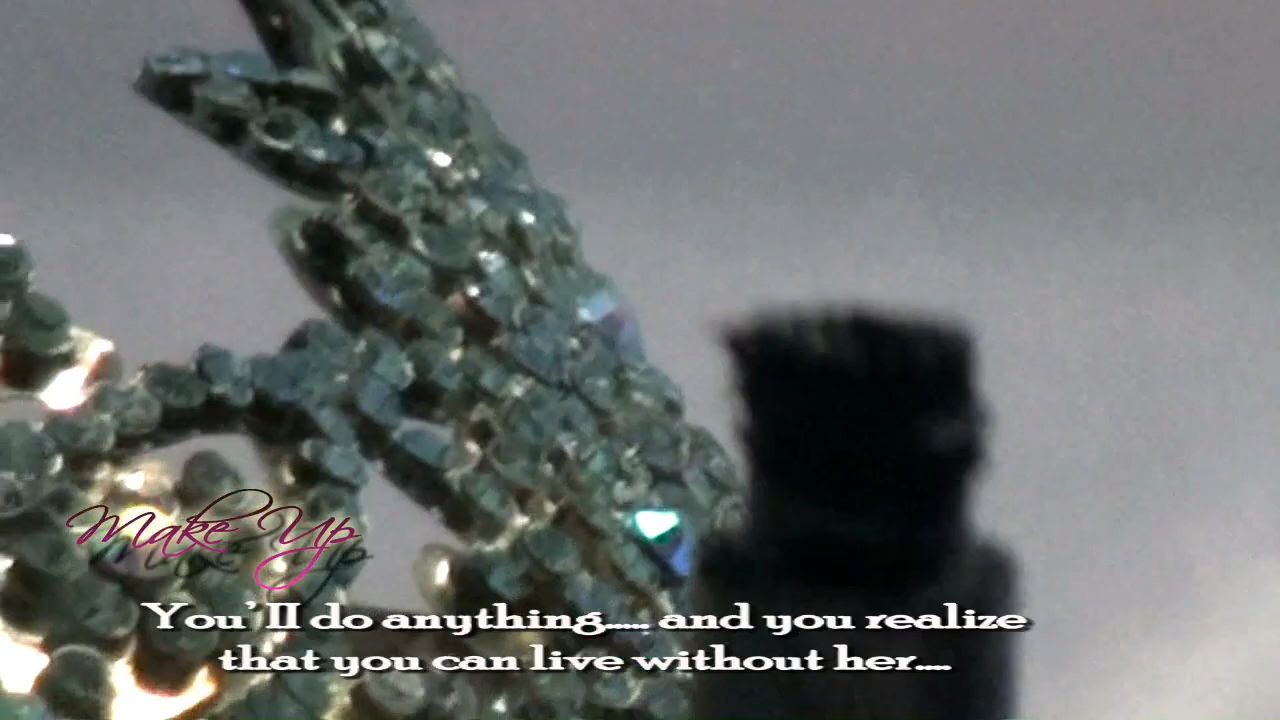 Make Up
You'll do anything..... and you realize
that you can live without her....